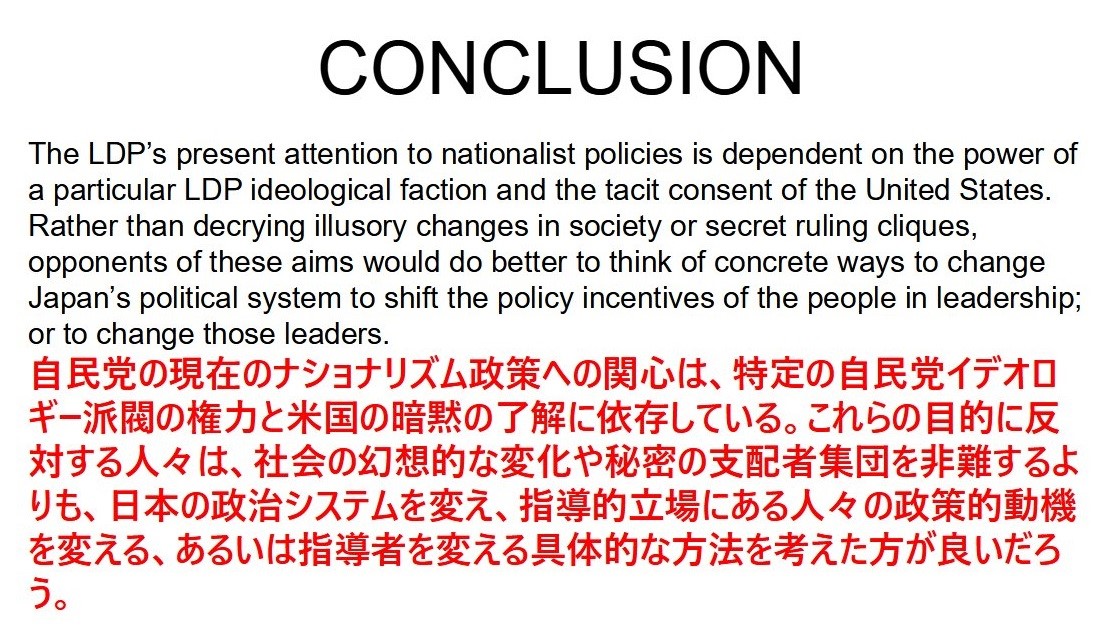 CONCLUSION
The LDP’s present attention to nationalist policies is dependent on the power of
a particular LDP ideological faction and the tacit consent of the United States.
Rather than decrying illusory changes in society or secret ruling cliques,
opponents of these aims would do better to think of concrete ways to change
Japan’s political system to shift the policy incentives of the people in leadership;
or to change those leaders.
自民党の現在のナショナリズム政策への関心は、特定の自民党イデオロ
ギー派閥の権力と米国の暗黙の了解に依存している。これらの目的に反
対する人々は、社会の幻想的な変化や秘密の支配者集団を非難するよ
りも、日本の政治システムを変え、指導的立場にある人々の政策的動機
を変える、あるいは指導者を変える具体的な方法を考えた方が良いだろ
う。